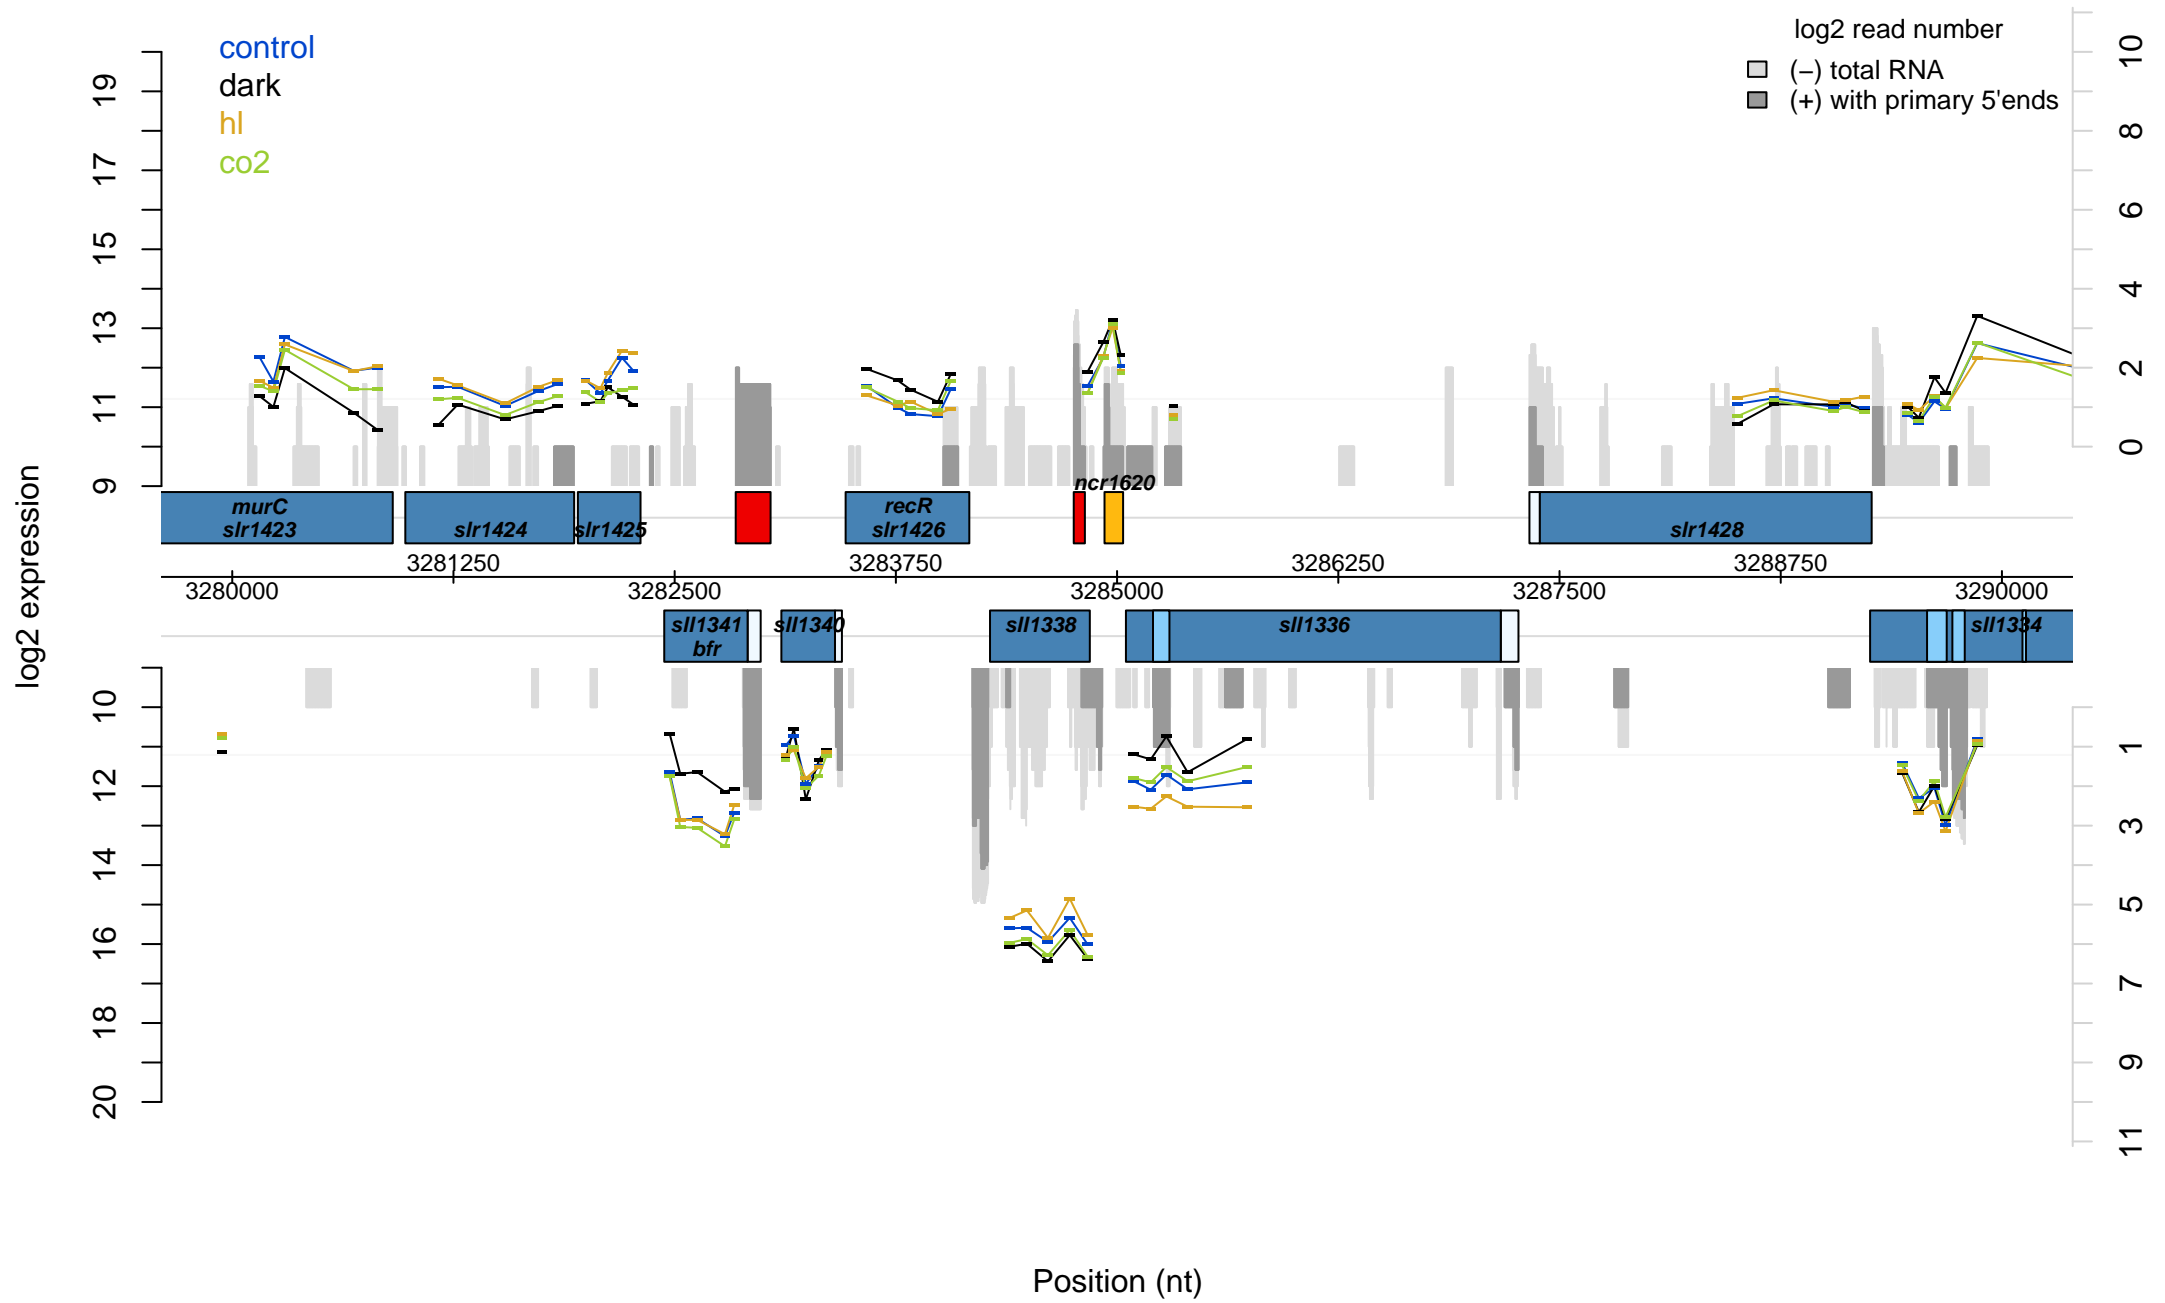 control
dark
hl
co2
log2 read number
(−) total RNA
(+) with primary 5'ends
19
17
15
13
11
9
10
8
6
4
2
0
log2 expression
murC
slr1423
slr1424
slr1425
recR
slr1426
ncr1620
slr1428
3281250
3283750
3286250
3288750
3280000
3282500
3285000
3287500
3290000
sll1341
bfr
sll1340
sll1338
sll1336
sll1334
10
12
14
16
18
20
1
3
5
7
9
11
Position (nt)